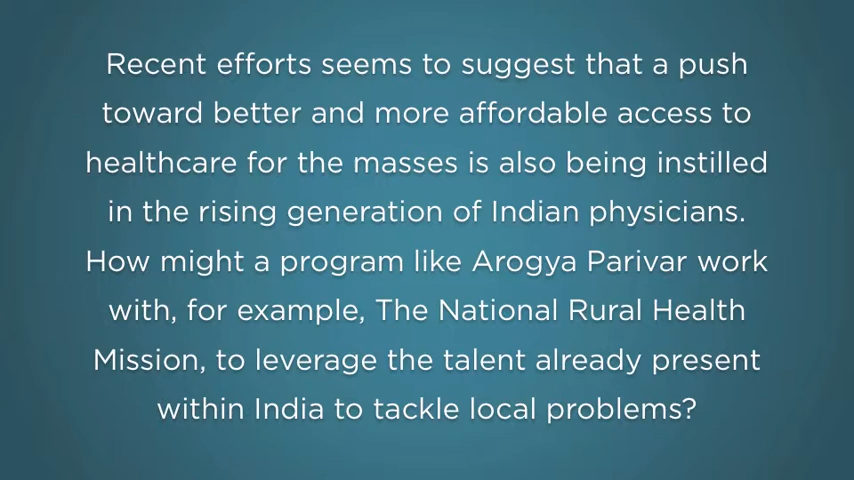 Recent efforts seems to suggest that a push
toward better and more affordable access to
healthcare for the masses is also being instilled
in the rising generation of Indian physicians.
How might a program like Arogya Parivar work
with, for example, The National Rural Health
Mission, to leverage the talent already present
within India to tackle local problems?